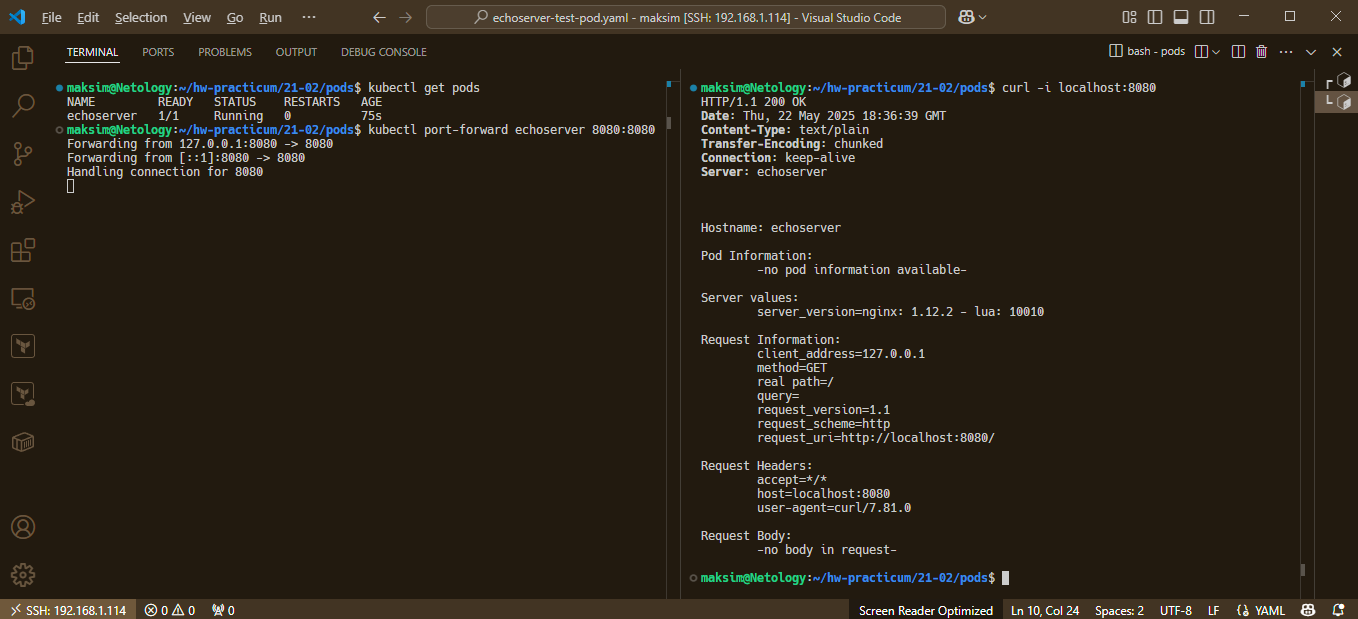 File Edit Selection View Go Run ···
echoserver-test-pod.yaml - maksim [SSH: 192.168.1.114] - Visual Studio Code
TERMINAL PORTS PROBLEMS OUTPUT DEBUG CONSOLE
bash - pods
maksim@Netology:~/hw-practicum/21-02/pods$ kubectl get pods
NAME READY STATUS RESTARTS AGE
echoserver 1/1 Running 0 75s
maksim@Netology:~/hw-practicum/21-02/pods$ kubectl port-forward echoserver 8080:8080
Forwarding from 127.0.0.1:8080 -> 8080
Forwarding from [::1]:8080 -> 8080
Handling connection for 8080
maksim@Netology:~/hw-practicum/21-02/pods$ curl -i localhost:8080
HTTP/1.1 200 OK
Date: Thu, 22 May 2025 18:36:39 GMT
Content-Type: text/plain
Transfer-Encoding: chunked
Connection: keep-alive
Server: echoserver
Hostname: echoserver
Pod Information:
-no pod information available-
Server values:
server_version=nginx: 1.12.2 - lua: 10010
Request Information:
client_address=127.0.0.1
method=GET
real path=/
query=
request_version=1.1
request_scheme=http
request_uri=http://localhost:8080/
Request Headers:
accept=*/*
host=localhost:8080
user-agent=curl/7.81.0
Request Body:
-no body in request-
maksim@Netology:~/hw-practicum/21-02/pods$
SSH: 192.168.1.114 0 0 0 Screen Reader Optimized Ln 10, Col 24 Spaces: 2 UTF-8 LF YAML